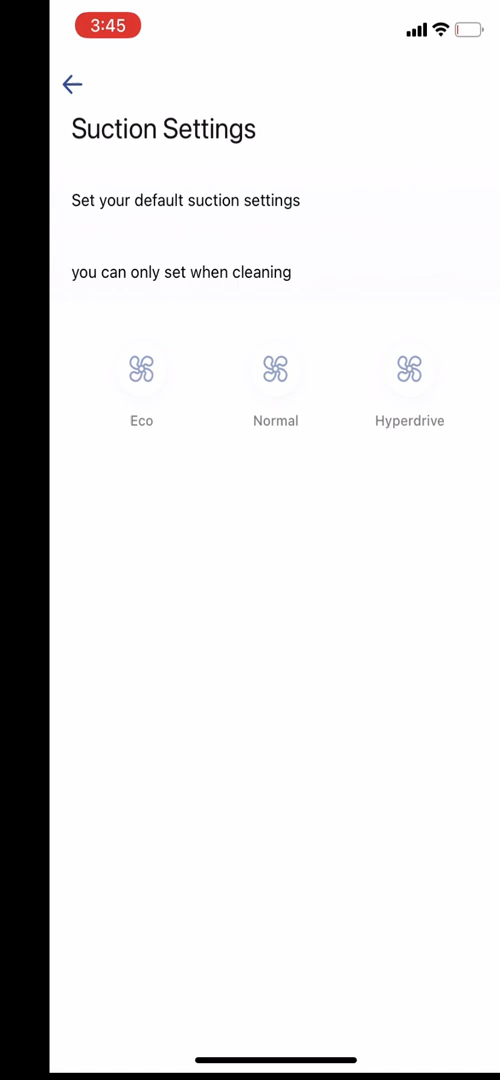 3:45
Suction Settings
Set your default suction settings
you can only set when cleaning
Eco Normal Hyperdrive